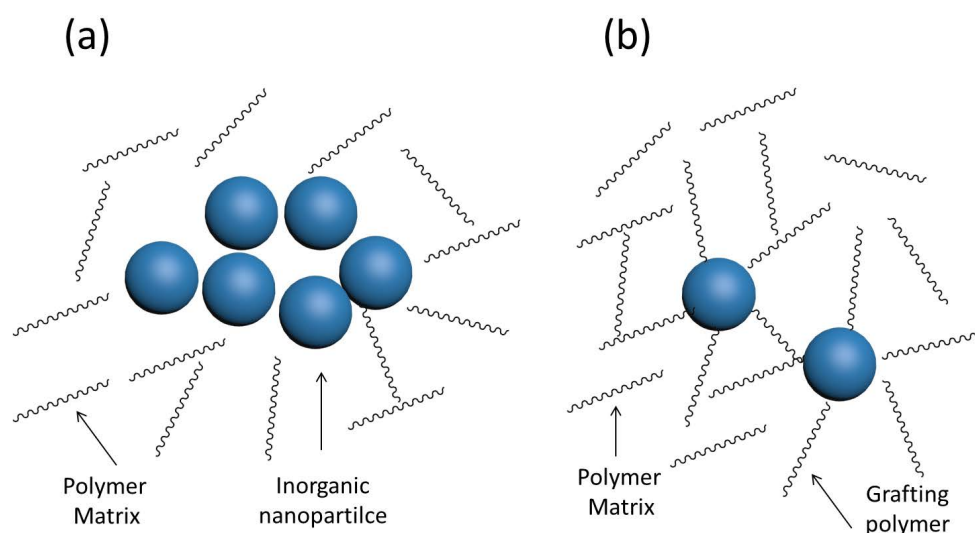 (a)
(b)
Polymer
Matrix
Inorganic
nanopartilce
Polymer
Matrix
Grafting
polymer